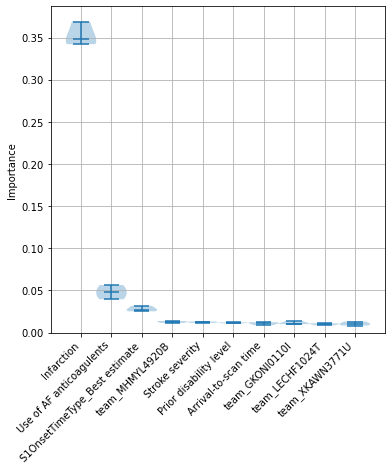 0.35
0.30
0.25
0.20
0.15
0.10
0.05
0.00
Importance
Infarction
Use of AF anticoagulents
S1OnsetTimeType_Best estimate
team_MHMYL4920B
Stroke severity
Prior disability level
Arrival-to-scan time
team_GKONI0110I
team_LECHF1024T
team_XKAWN3771U